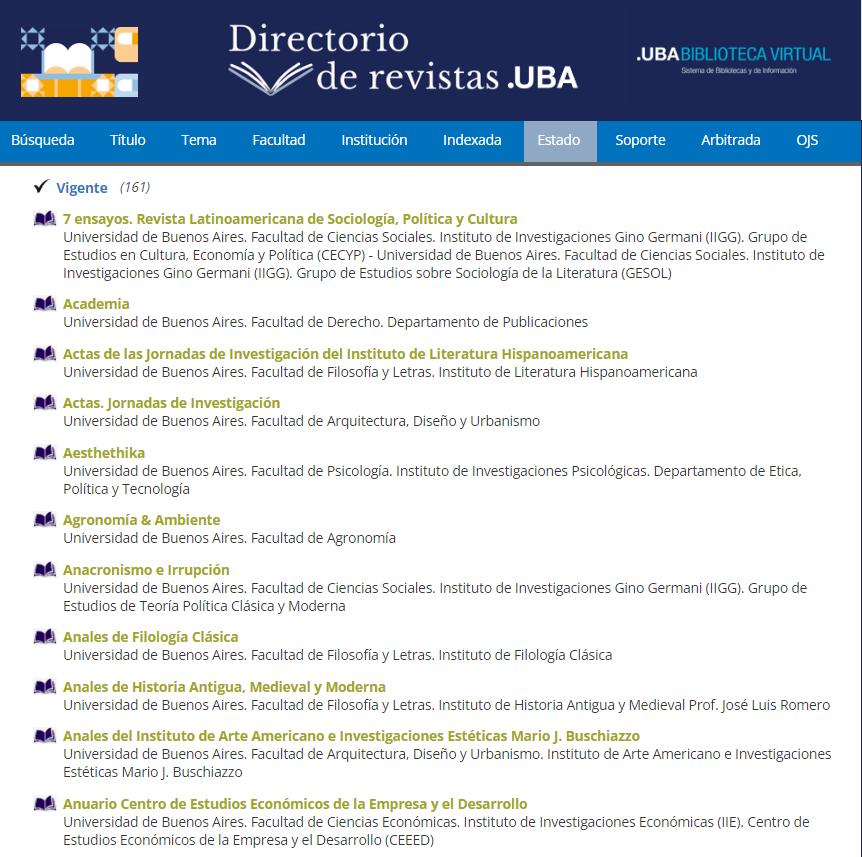 Directorio
de revistas .UBA
.UBABIBLIOTECA VIRTUAL
Sistema de Bibliotecas y de Información
Búsqueda Título Tema Facultad Institución Indexada Estado Soporte Arbitrada OJS
Vigente (161)
7 ensayos. Revista Latinoamericana de Sociología, Política y Cultura
Universidad de Buenos Aires. Facultad de Ciencias Sociales. Instituto de Investigaciones Gino Germani (IIGG). Grupo de
Estudios en Cultura, Economía y Política (CECYP) - Universidad de Buenos Aires. Facultad de Ciencias Sociales. Instituto de
Investigaciones Gino Germani (IIGG). Grupo de Estudios sobre Sociología de la Literatura (GESOL)
Academia
Universidad de Buenos Aires. Facultad de Derecho. Departamento de Publicaciones
Actas de las Jornadas de Investigación del Instituto de Literatura Hispanoamericana
Universidad de Buenos Aires. Facultad de Filosofía y Letras. Instituto de Literatura Hispanoamericana
Actas. Jornadas de Investigación
Universidad de Buenos Aires. Facultad de Arquitectura, Diseño y Urbanismo
Aesthethika
Universidad de Buenos Aires. Facultad de Psicología. Instituto de Investigaciones Psicológicas. Departamento de Etica,
Política y Tecnología
Agronomía & Ambiente
Universidad de Buenos Aires. Facultad de Agronomía
Anacronismo e Irrupción
Universidad de Buenos Aires. Facultad de Ciencias Sociales. Instituto de Investigaciones Gino Germani (IIGG). Grupo de
Estudios de Teoría Política Clásica y Moderna
Anales de Filología Clásica
Universidad de Buenos Aires. Facultad de Filosofía y Letras. Instituto de Filología Clásica
Anales de Historia Antigua, Medieval y Moderna
Universidad de Buenos Aires. Facultad de Filosofía y Letras. Instituto de Historia Antigua y Medieval Prof. José Luis Romero
Anales del Instituto de Arte Americano e Investigaciones Estéticas Mario J. Buschiazzo
Universidad de Buenos Aires. Facultad de Arquitectura, Diseño y Urbanismo. Instituto de Arte Americano e Investigaciones
Estéticas Mario J. Buschiazzo
Anuario Centro de Estudios Económicos de la Empresa y el Desarrollo
Universidad de Buenos Aires. Facultad de Ciencias Económicas. Instituto de Investigaciones Económicas (IIE). Centro de
Estudios Económicos de la Empresa y el Desarrollo (CEEED)